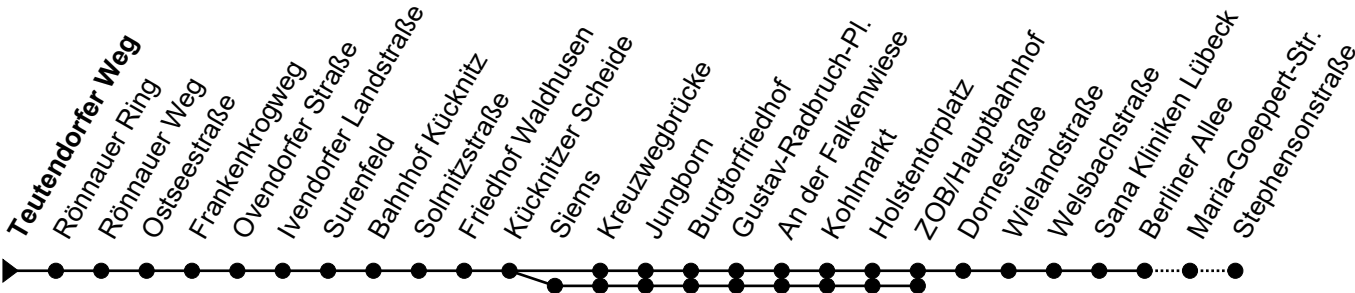 Teutendorfer Weg
Rönnauer Ring
Rönnauer Weg
Ostseestraße
Frankenkrogweg
Ovendorfer Straße
Ivendorfer Landstraße
Surenfeld
Bahnhof Kücknitz
Solmitzstraße
Friedhof Waldhusen
Kücknitzer Scheide
Siems
Kreuzwegbrücke
Jungborn
Burgtorfriedhof
Gustav-Radbruch-Pl.
An der Falkenwiese
Kohlmarkt
Holstentorplatz
ZOB/Hauptbahnhof
Dornestraße
Wielandstraße
Welsbachstraße
Sana Kliniken Lübeck
Berliner Allee
Maria-Goeppert-Str.
Stephensonstraße